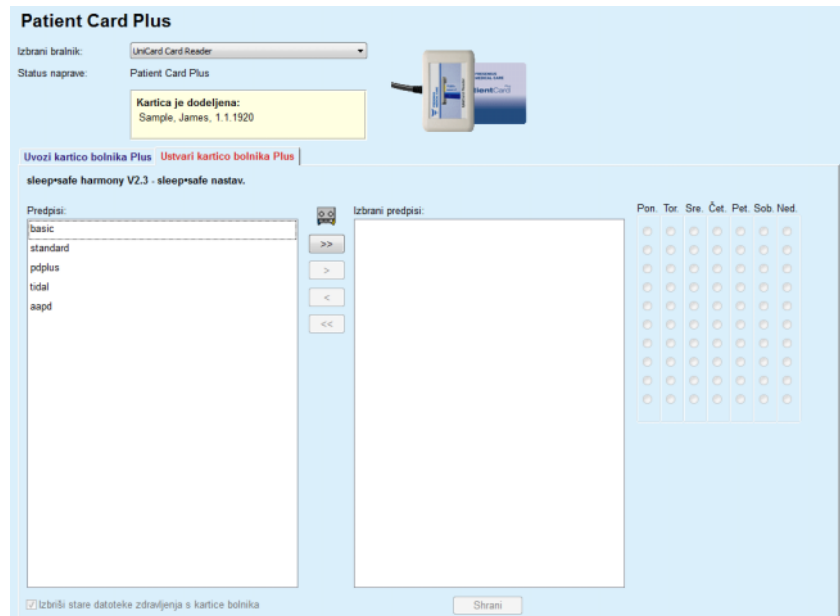 Patient Card Plus
Izbrani bralnik: UniCard Card Reader
Status naprave: Patient Card Plus
Kartica je dodeljena:
Sample, James, 1.1.1920
Uvozi kartico bolnika Plus Ustvari kartico bolnika Plus
sleep•safe harmony V2.3 - sleep•safe nastav.
Predpisi: Izbrani predpisi: Pon. Tor. Sre. Čet. Pet. Sob. Ned.
basic
>>
standard
>
pdplus
tidal
<
aapd
<<
Izbriši stare datoteke zdravljenja s kartice bolnika Shrani